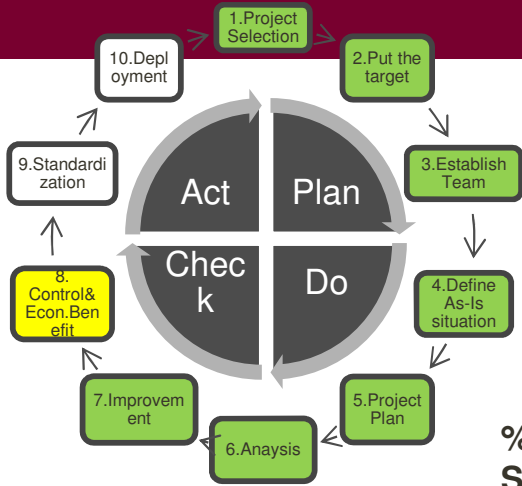 1.Project
Selection
2.Put the
target
3.Establish
Team
4.Define
As-Is
situation
5.Project
Plan
6.Anaysis
7.Improvem
ent
8.
Control&
Econ.Ben
efit
9.Standardi
zation
10.Depl
oyment
Act
Plan
Chec
k
Do
%
S